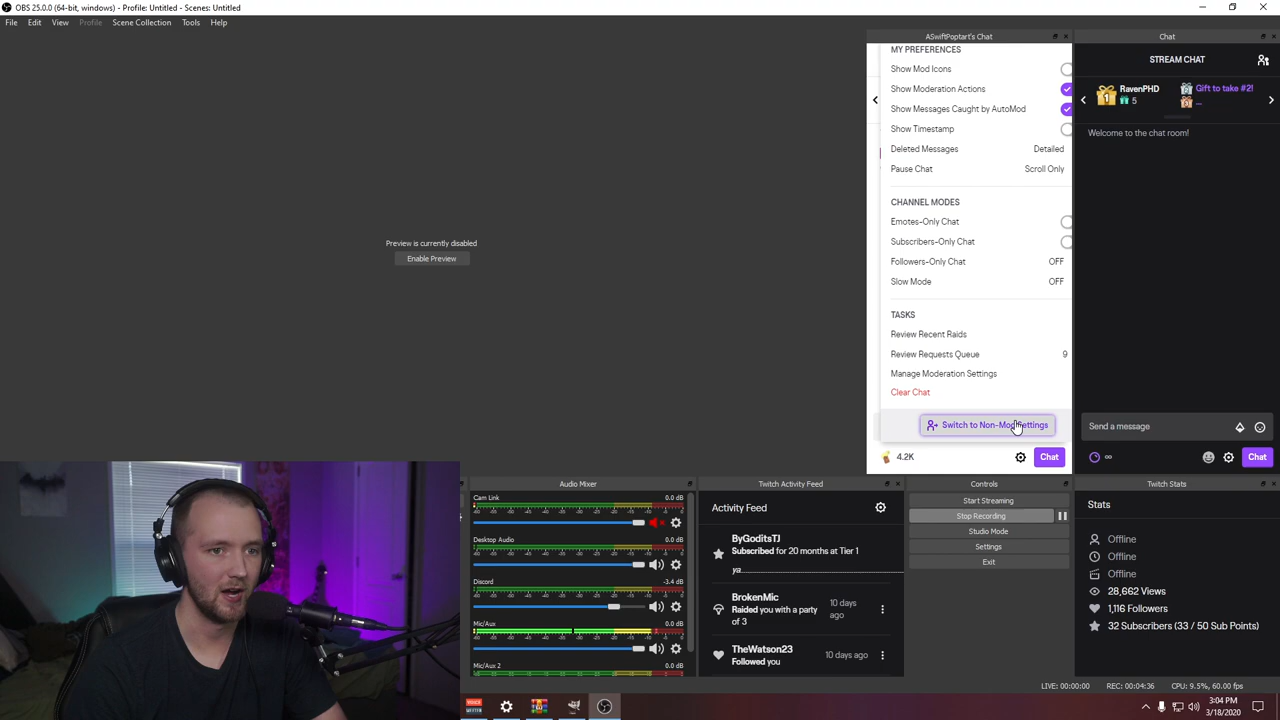 OBS 25.0.0 (64-bit, windows) - Profile: Untitled - Scenes: Untitled
File Edit View Profile Scene Collection Tools Help
Preview is currently disabled
Enable Preview
ASwiftPoptart's Chat
MY PREFERENCES
Show Mod Icons
Show Moderation Actions
Show Messages Caught by AutoMod
Show Timestamp
Deleted Messages Detailed
Pause Chat Scroll Only
CHANNEL MODES
Emotes-Only Chat
Subscribers-Only Chat
Followers-Only Chat OFF
Slow Mode OFF
TASKS
Review Recent Raids
Review Requests Queue 9
Manage Moderation Settings
Clear Chat
Switch to Non-Mod Settings
4.2K
Chat
Chat
STREAM CHAT
RavenPHD
5
Gift to take #2!
...
Welcome to the chat room!
Send a message
∞
Chat
Audio Mixer
Cam Link 0.0 dB
Desktop Audio 0.0 dB
Discord -3.4 dB
Mic/Aux 0.0 dB
Mic/Aux 2 0.0 dB
Twitch Activity Feed
Activity Feed
ByGoditsTJ
Subscribed for 20 months at Tier 1
BrokenMic
Raided you with a party
of 3
10 days
ago
TheWatson23
Followed you
10 days ago
Controls
Start Streaming
Stop Recording
Studio Mode
Settings
Exit
Twitch Stats
Stats
Offline
Offline
Offline
28,662 Views
1,116 Followers
32 Subscribers (33 / 50 Sub Points)
LIVE: 00:00:00 REC: 00:04:36 CPU: 9.5%, 60.00 fps
3:04 PM
3/18/2020